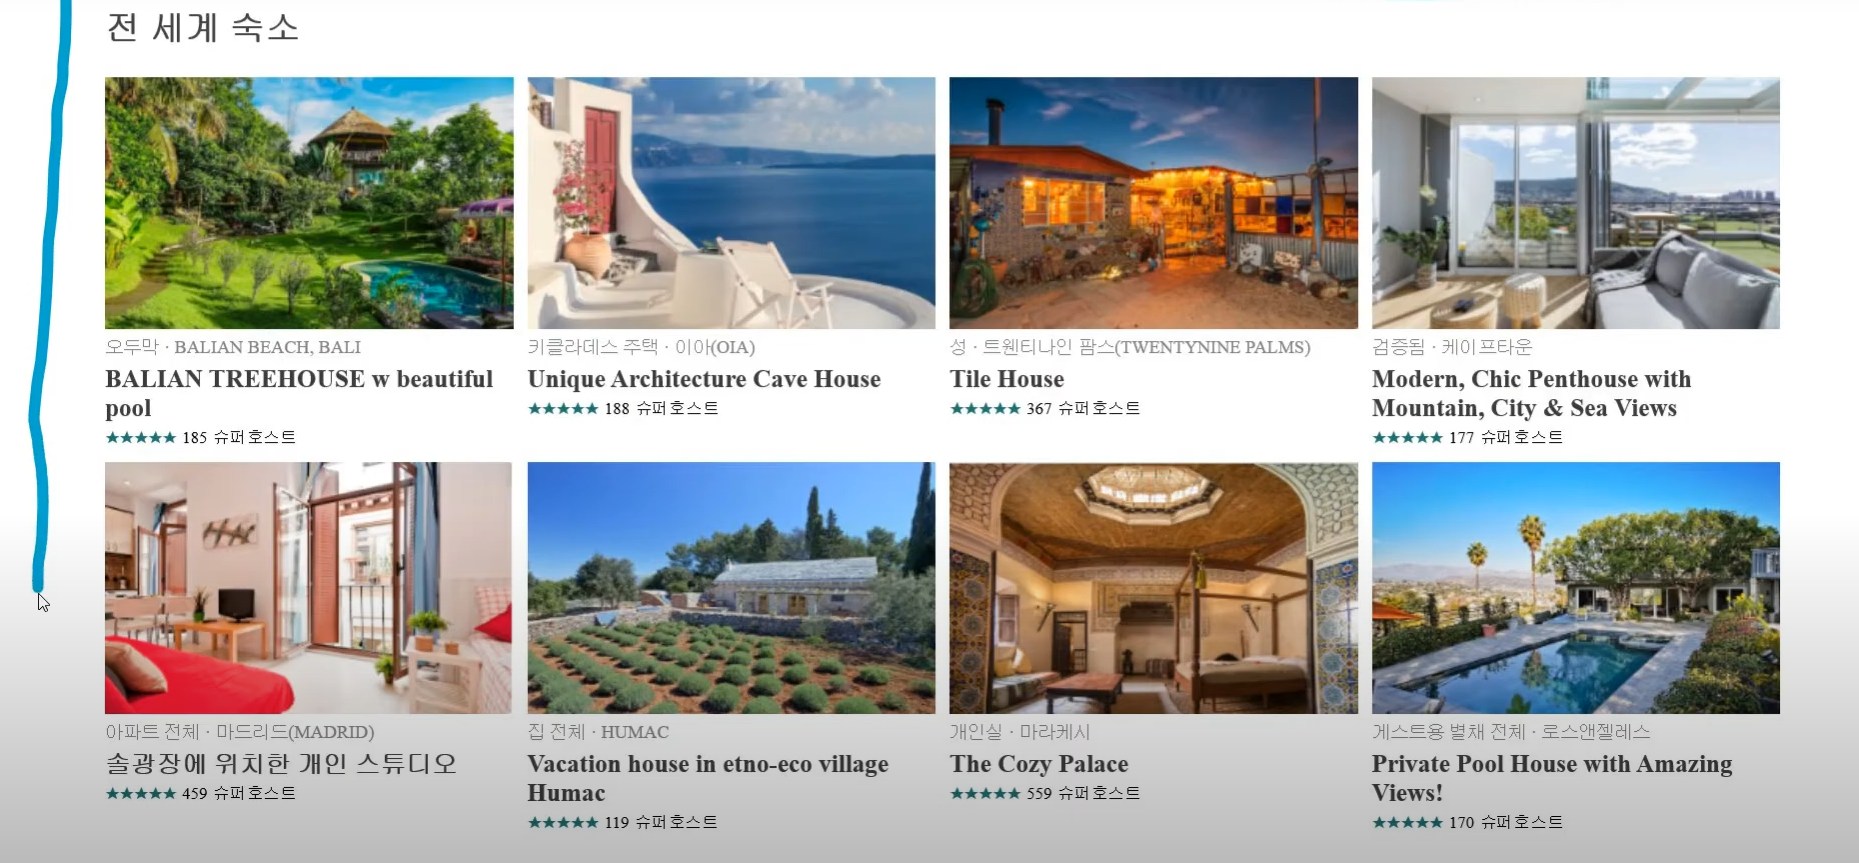 전 세계 숙소
오두막 · BALIAN BEACH, BALI
BALIAN TREEHOUSE w beautiful
pool
★★★★★ 185 슈퍼호스트
키클라데스 주택 · 이아(OIA)
Unique Architecture Cave House
★★★★★ 188 슈퍼호스트
성 · 트웬티나인 팜스(TWENTYNINE PALMS)
Tile House
★★★★★ 367 슈퍼호스트
검증됨 · 케이프타운
Modern, Chic Penthouse with
Mountain, City & Sea Views
★★★★★ 177 슈퍼호스트
아파트 전체 · 마드리드(MADRID)
솔광장에 위치한 개인 스튜디오
★★★★★ 459 슈퍼호스트
집 전체 · HUMAC
Vacation house in etno-eco village
Humac
★★★★★ 119 슈퍼호스트
개인실 · 마라케시
The Cozy Palace
★★★★★ 559 슈퍼호스트
게스트용 별채 전체 · 로스앤젤레스
Private Pool House with Amazing
Views!
★★★★★ 170 슈퍼호스트